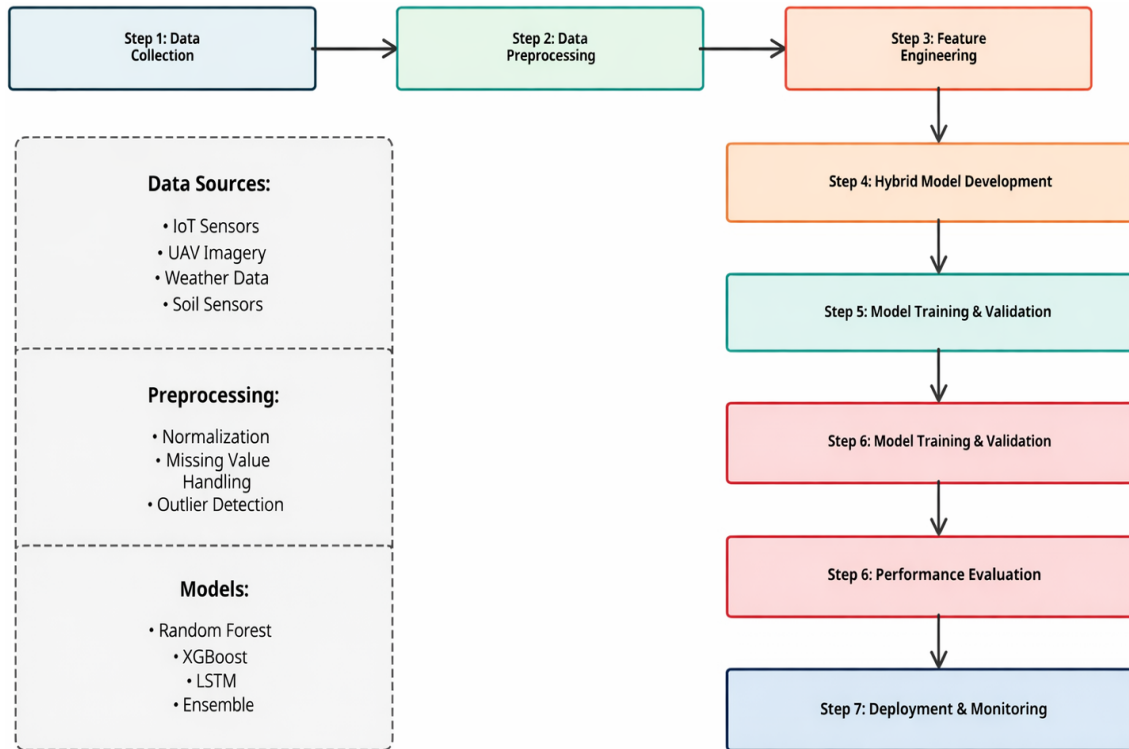 Step 1: Data
Collection
Step 2: Data
Preprocessing
Step 3: Feature
Engineering
Data Sources:
• IoT Sensors
• UAV Imagery
• Weather Data
• Soil Sensors
Preprocessing:
• Normalization
• Missing Value
Handling
• Outlier Detection
Models:
• Random Forest
• XGBoost
• LSTM
• Ensemble
Step 4: Hybrid Model Development
Step 5: Model Training & Validation
Step 6: Model Training & Validation
Step 6: Performance Evaluation
Step 7: Deployment & Monitoring